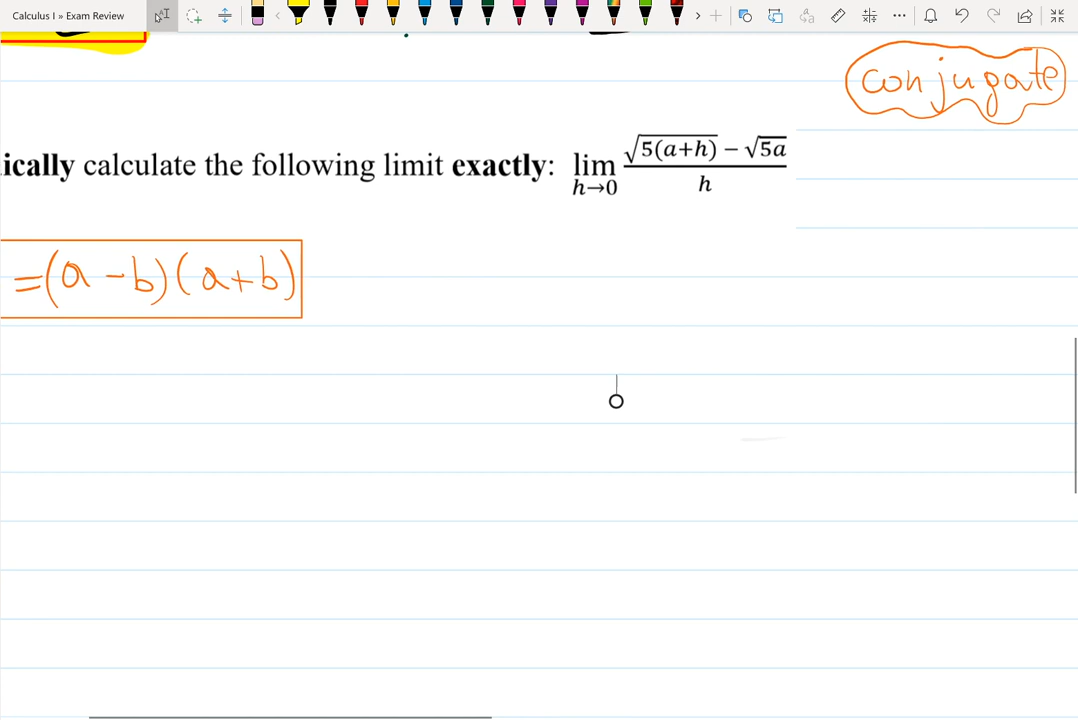 Calculus I » Exam Review
conjugate
ically calculate the following limit exactly: lim h→0 √5(a+h) − √5a / h
=(a-b)(a+b)